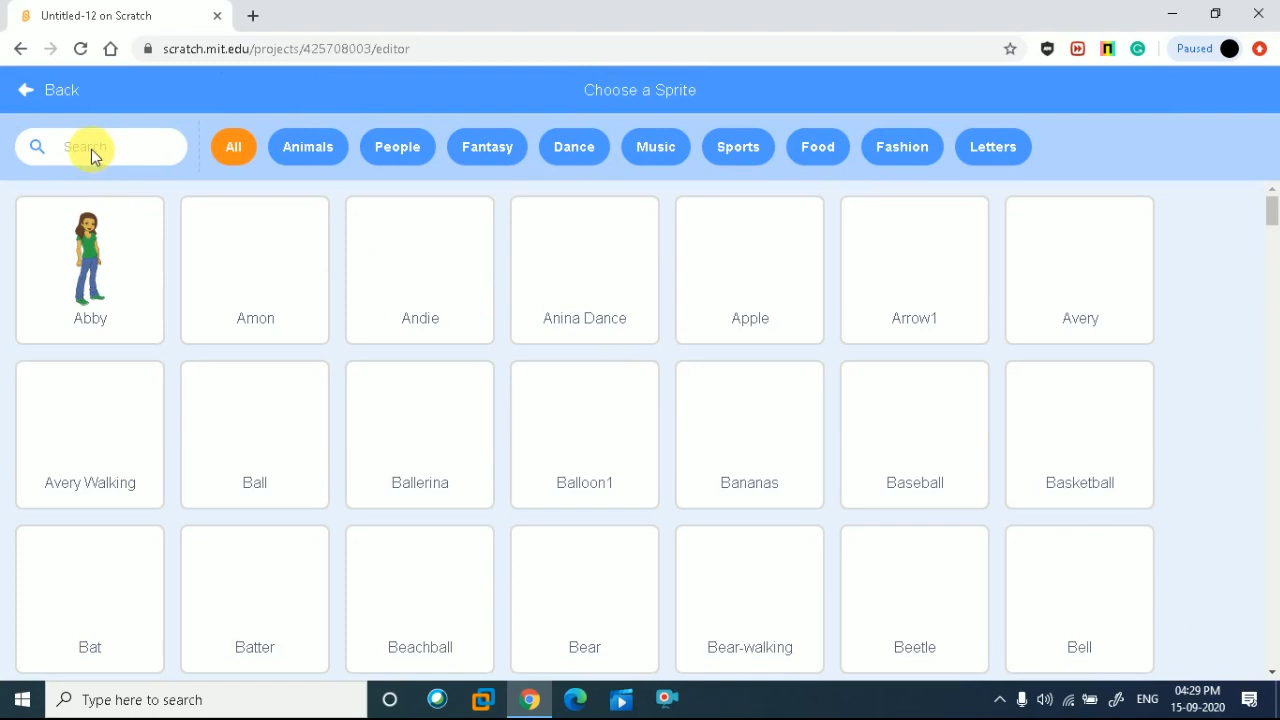 Untitled-12 on Scratch
scratch.mit.edu/projects/425708003/editor
Paused
Back
Choose a Sprite
Search
All
Animals
People
Fantasy
Dance
Music
Sports
Food
Fashion
Letters
Abby
Amon
Andie
Anina Dance
Apple
Arrow1
Avery
Avery Walking
Ball
Ballerina
Balloon1
Bananas
Baseball
Basketball
Bat
Batter
Beachball
Bear
Bear-walking
Beetle
Bell
Type here to search
ENG
04:29 PM
15-09-2020